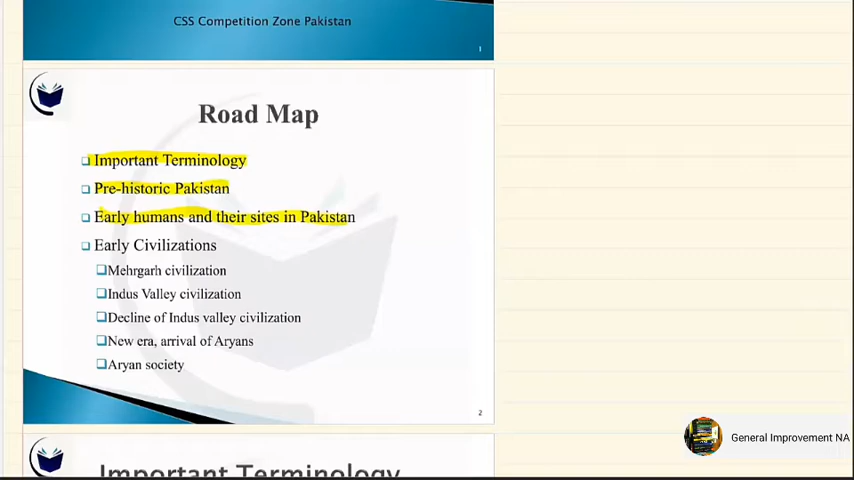 CSS Competition Zone Pakistan
1
Road Map
Important Terminology
Pre-historic Pakistan
Early humans and their sites in Pakistan
Early Civilizations
Mehrgarh civilization
Indus Valley civilization
Decline of Indus valley civilization
New era, arrival of Aryans
Aryan society
2
General Improvement NA
Important Terminology